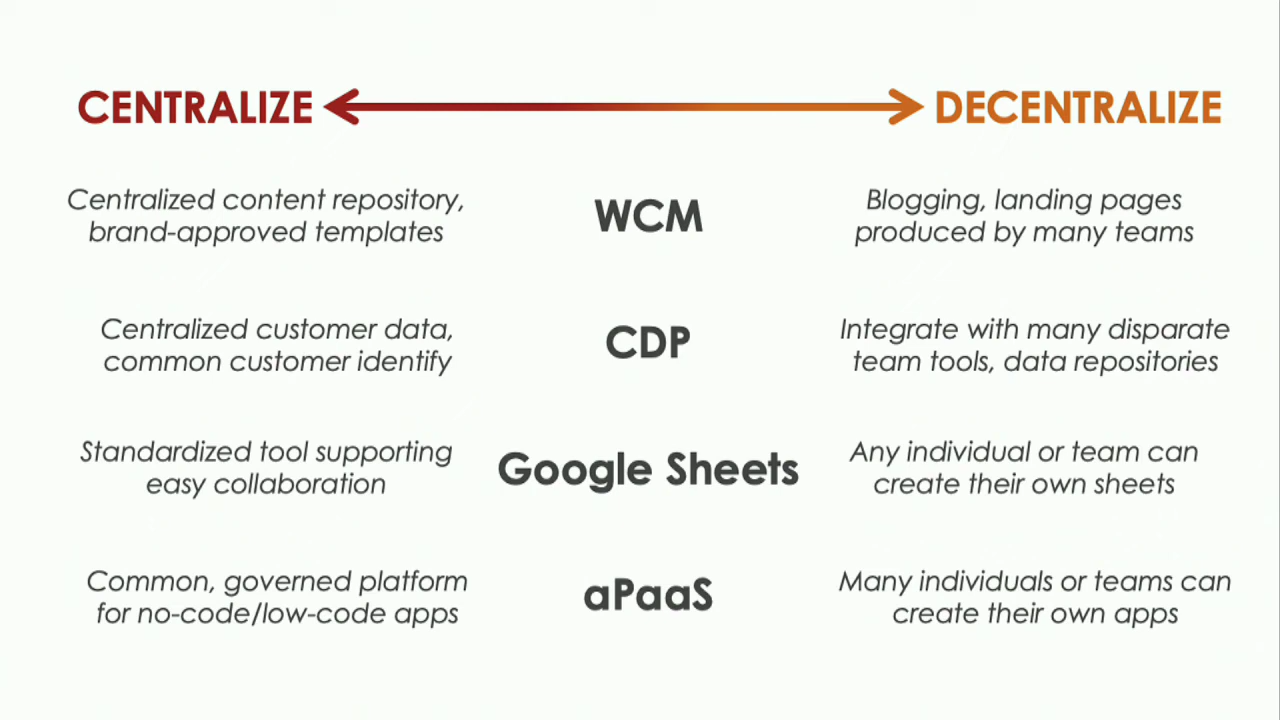 CENTRALIZE DECENTRALIZE
Centralized content repository,
brand-approved templates
WCM
Blogging, landing pages
produced by many teams
Centralized customer data,
common customer identify
CDP
Integrate with many disparate
team tools, data repositories
Standardized tool supporting
easy collaboration
Google Sheets
Any individual or team can
create their own sheets
Common, governed platform
for no-code/low-code apps
aPaaS
Many individuals or teams can
create their own apps